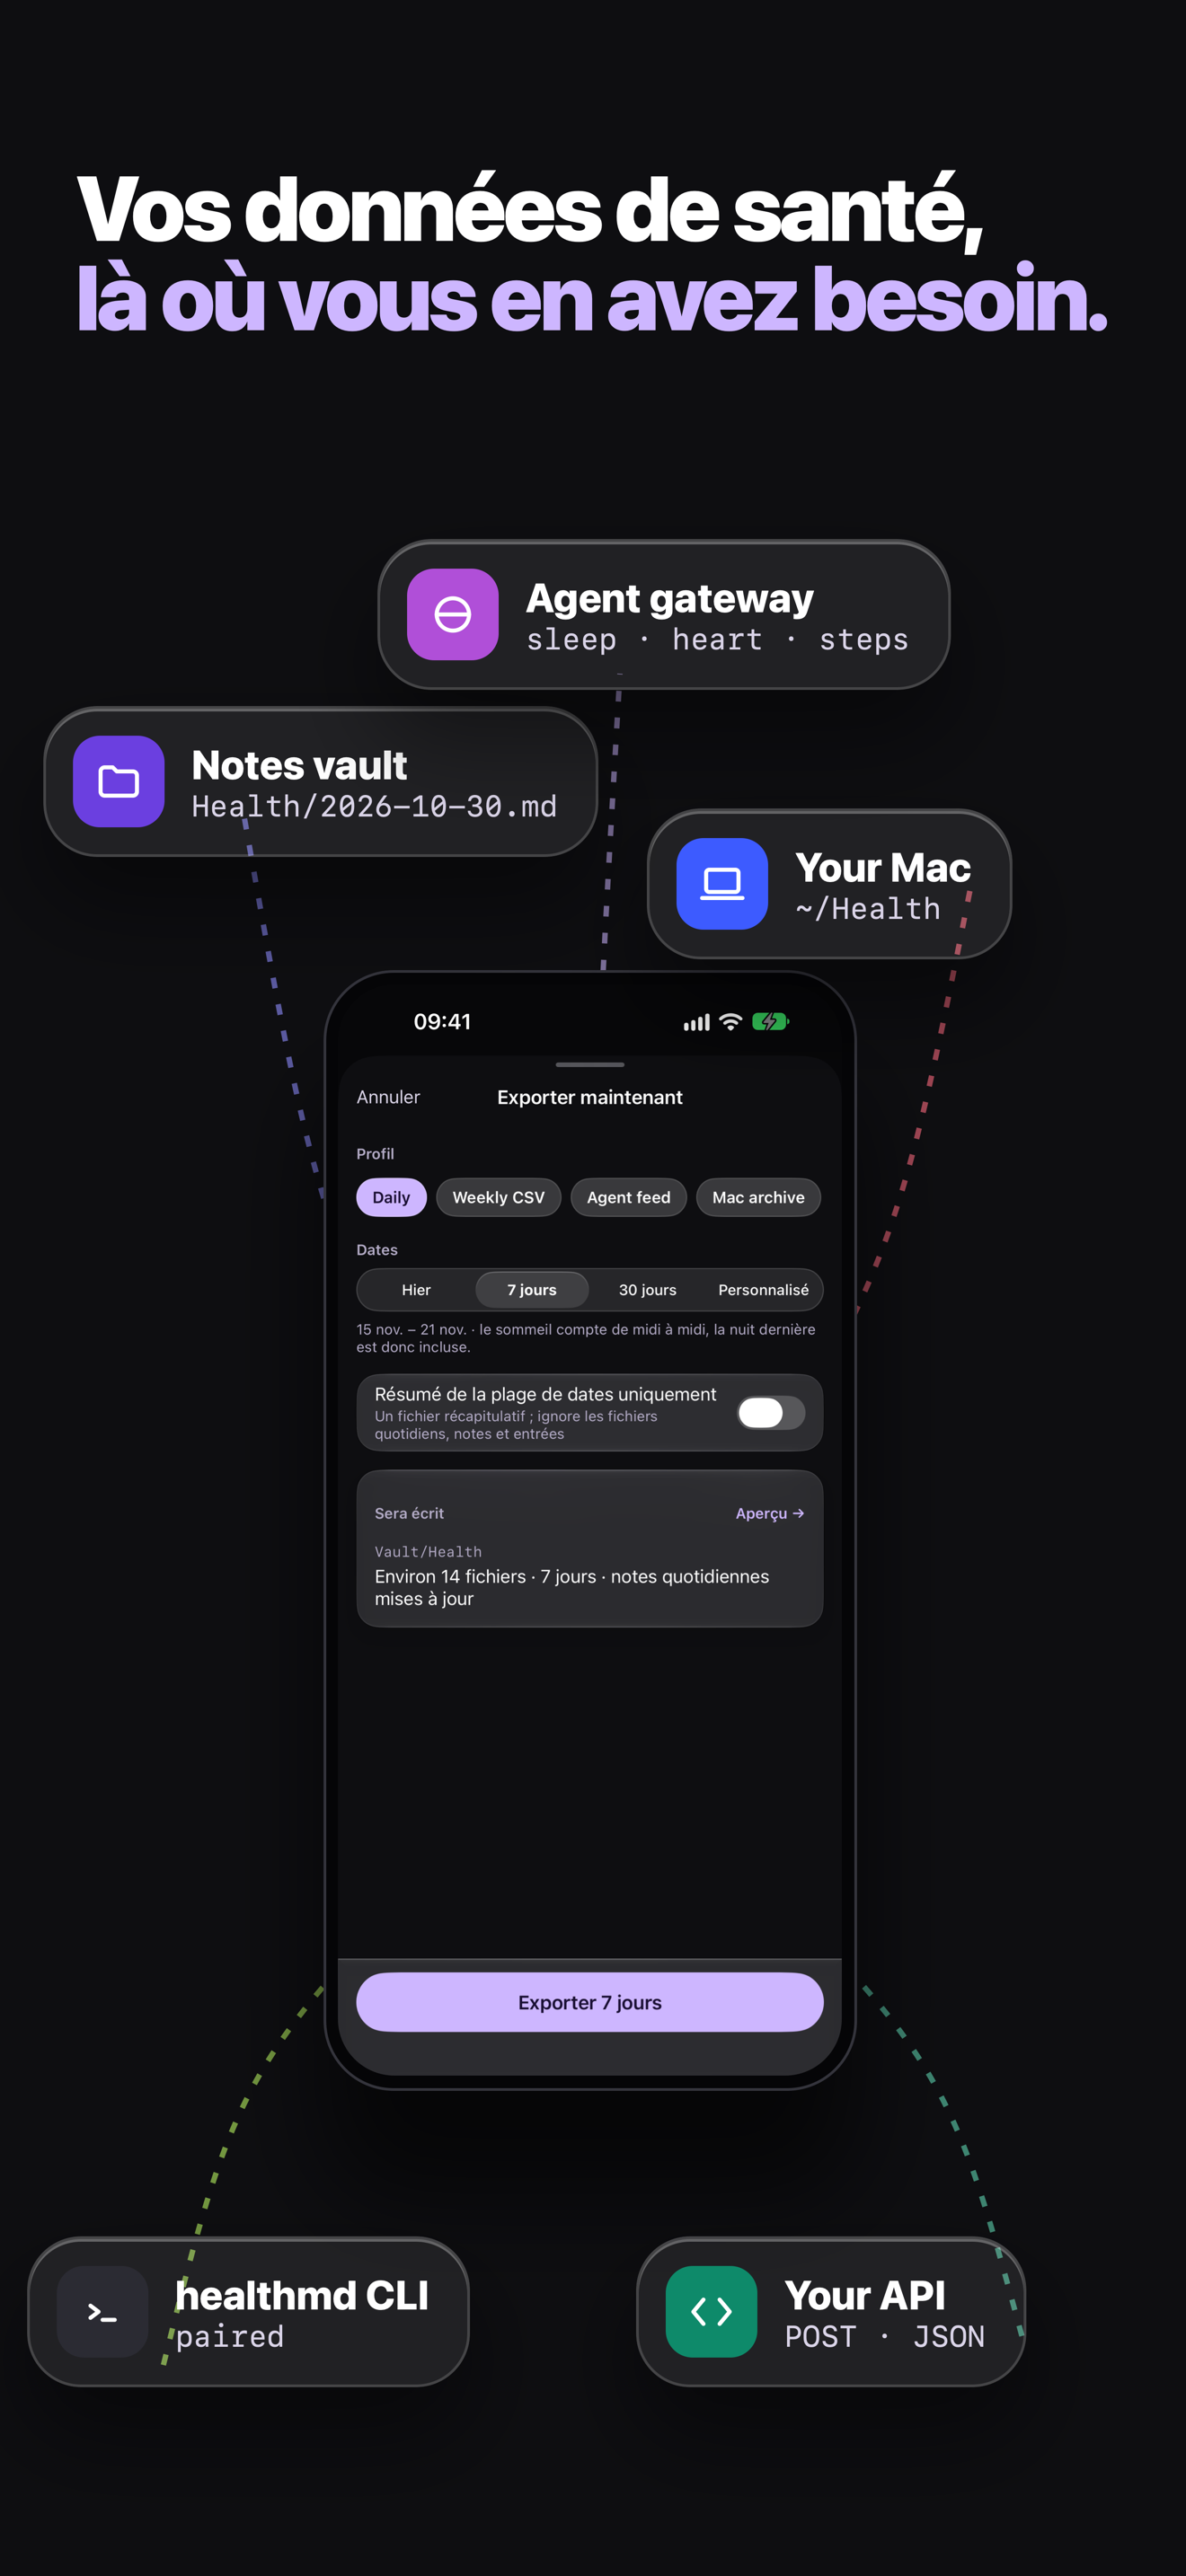 Vos données de santé,
là où vous en avez besoin.
Agent gateway
sleep · heart · steps
Notes vault
Health/2026-10-30.md
Your Mac
~/Health
09:41
Annuler
Exporter maintenant
Profil
Daily
Weekly CSV
Agent feed
Mac archive
Dates
Hier
7 jours
30 jours
Personnalisé
15 nov. – 21 nov. · le sommeil compte de midi à midi, la nuit dernière
est donc incluse.
Résumé de la plage de dates uniquement
Un fichier récapitulatif ; ignore les fichiers
quotidiens, notes et entrées
Sera écrit
Aperçu →
Vault/Health
Environ 14 fichiers · 7 jours · notes quotidiennes
mises à jour
Exporter 7 jours
healthmd CLI
paired
Your API
POST · JSON